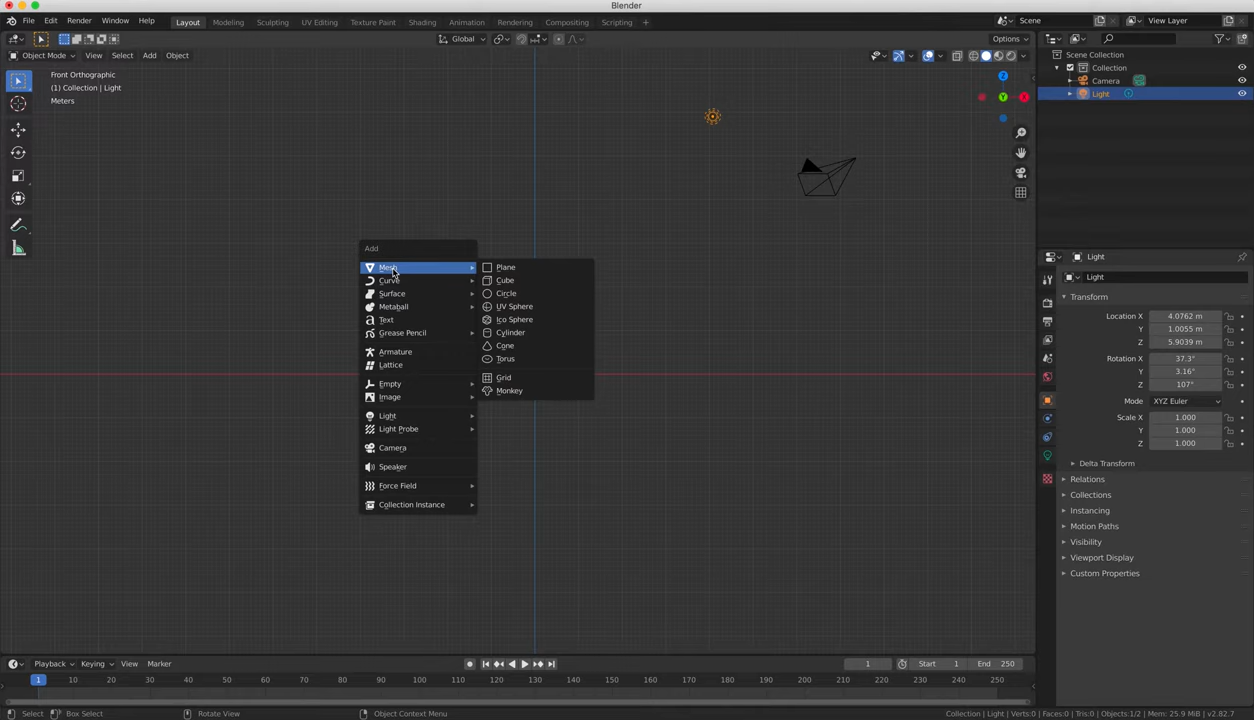 Blender
File Edit Render Window Help
Layout Modeling Sculpting UV Editing Texture Paint Shading Animation Rendering Compositing Scripting
Scene View Layer
Global Options
Object Mode View Select Add Object
Front Orthographic
(1) Collection | Light
Meters
Z
Y
X
Scene Collection
Collection
Camera
Light
Add
Mesh
Curve
Surface
Metaball
Text
Grease Pencil
Armature
Lattice
Empty
Image
Light
Light Probe
Camera
Speaker
Force Field
Collection Instance
Plane
Cube
Circle
UV Sphere
Ico Sphere
Cylinder
Cone
Torus
Grid
Monkey
Light
Light
Transform
Location X 4.0762 m
Y 1.0055 m
Z 5.9039 m
Rotation X 37.3°
Y 3.16°
Z 107°
Mode XYZ Euler
Scale X 1.000
Y 1.000
Z 1.000
Delta Transform
Relations
Collections
Instancing
Motion Paths
Visibility
Viewport Display
Custom Properties
Playback Keying View Marker 1 Start 1 End 250
1 10 20 30 40 50 60 70 80 90 100 110 120 130 140 150 160 170 180 190 200 210 220 230 240 250
Select Box Select Rotate View Object Context Menu Collection | Light | Verts:0 | Faces:0 | Tris:0 | Objects:1/2 | Mem: 25.9 MiB | v2.82.7